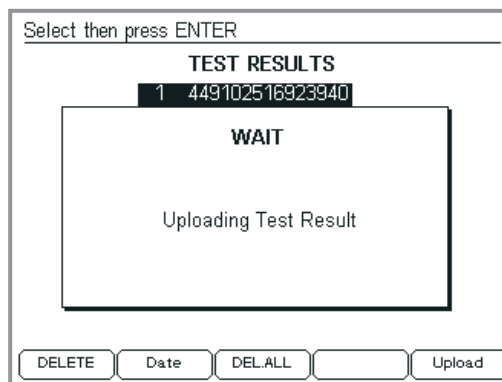 Select then press ENTER
TEST RESULTS
1 449102516923940
WAIT
Uploading Test Result
DELETE Date DEL.ALL Upload